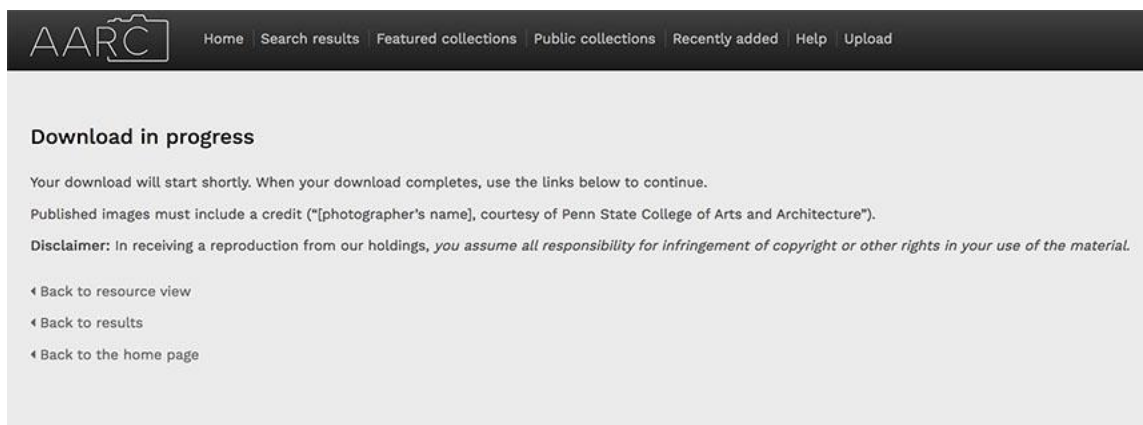 AARC
Home Search results Featured collections Public collections Recently added Help Upload
Download in progress
Your download will start shortly. When your download completes, use the links below to continue.
Published images must include a credit (“[photographer’s name], courtesy of Penn State College of Arts and Architecture”).
Disclaimer: In receiving a reproduction from our holdings, you assume all responsibility for infringement of copyright or other rights in your use of the material.
Back to resource view
Back to results
Back to the home page